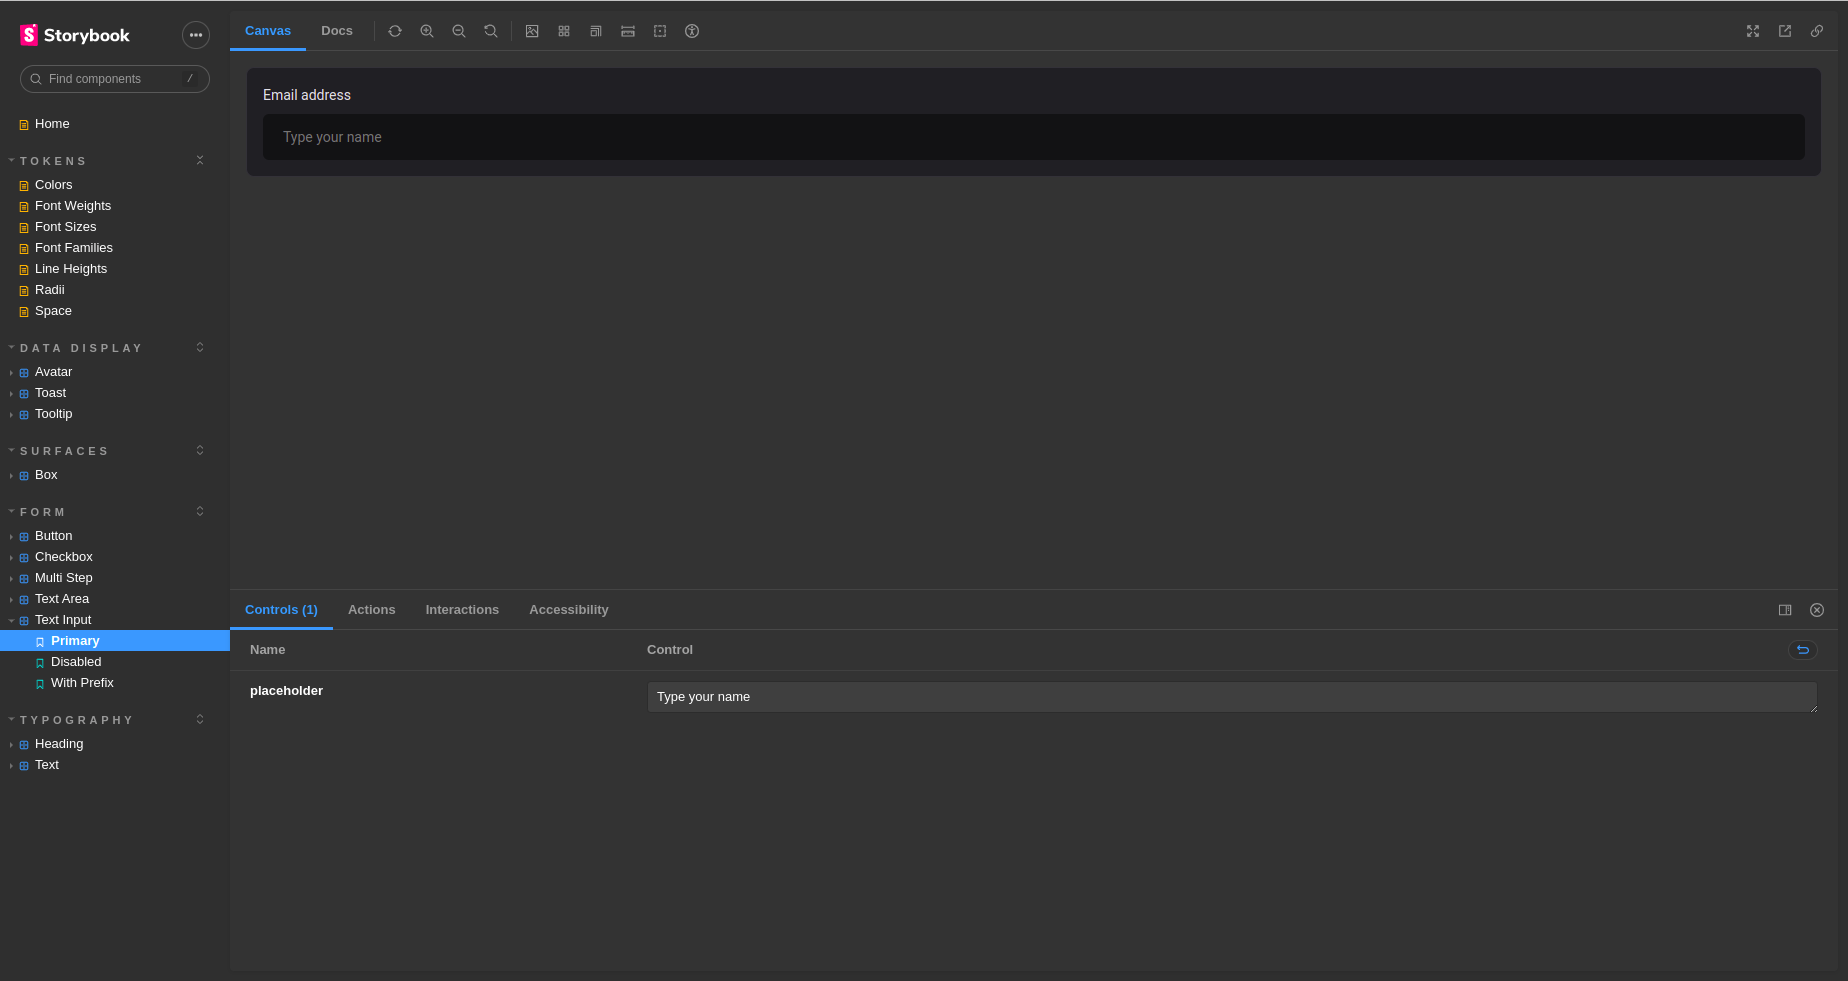 Storybook
Find components /
Home
TOKENS
Colors
Font Weights
Font Sizes
Font Families
Line Heights
Radii
Space
DATA DISPLAY
Avatar
Toast
Tooltip
SURFACES
Box
FORM
Button
Checkbox
Multi Step
Text Area
Text Input
Primary
Disabled
With Prefix
TYPOGRAPHY
Heading
Text
Canvas Docs
Email address
Type your name
Controls (1) Actions Interactions Accessibility
Name Control
placeholder Type your name